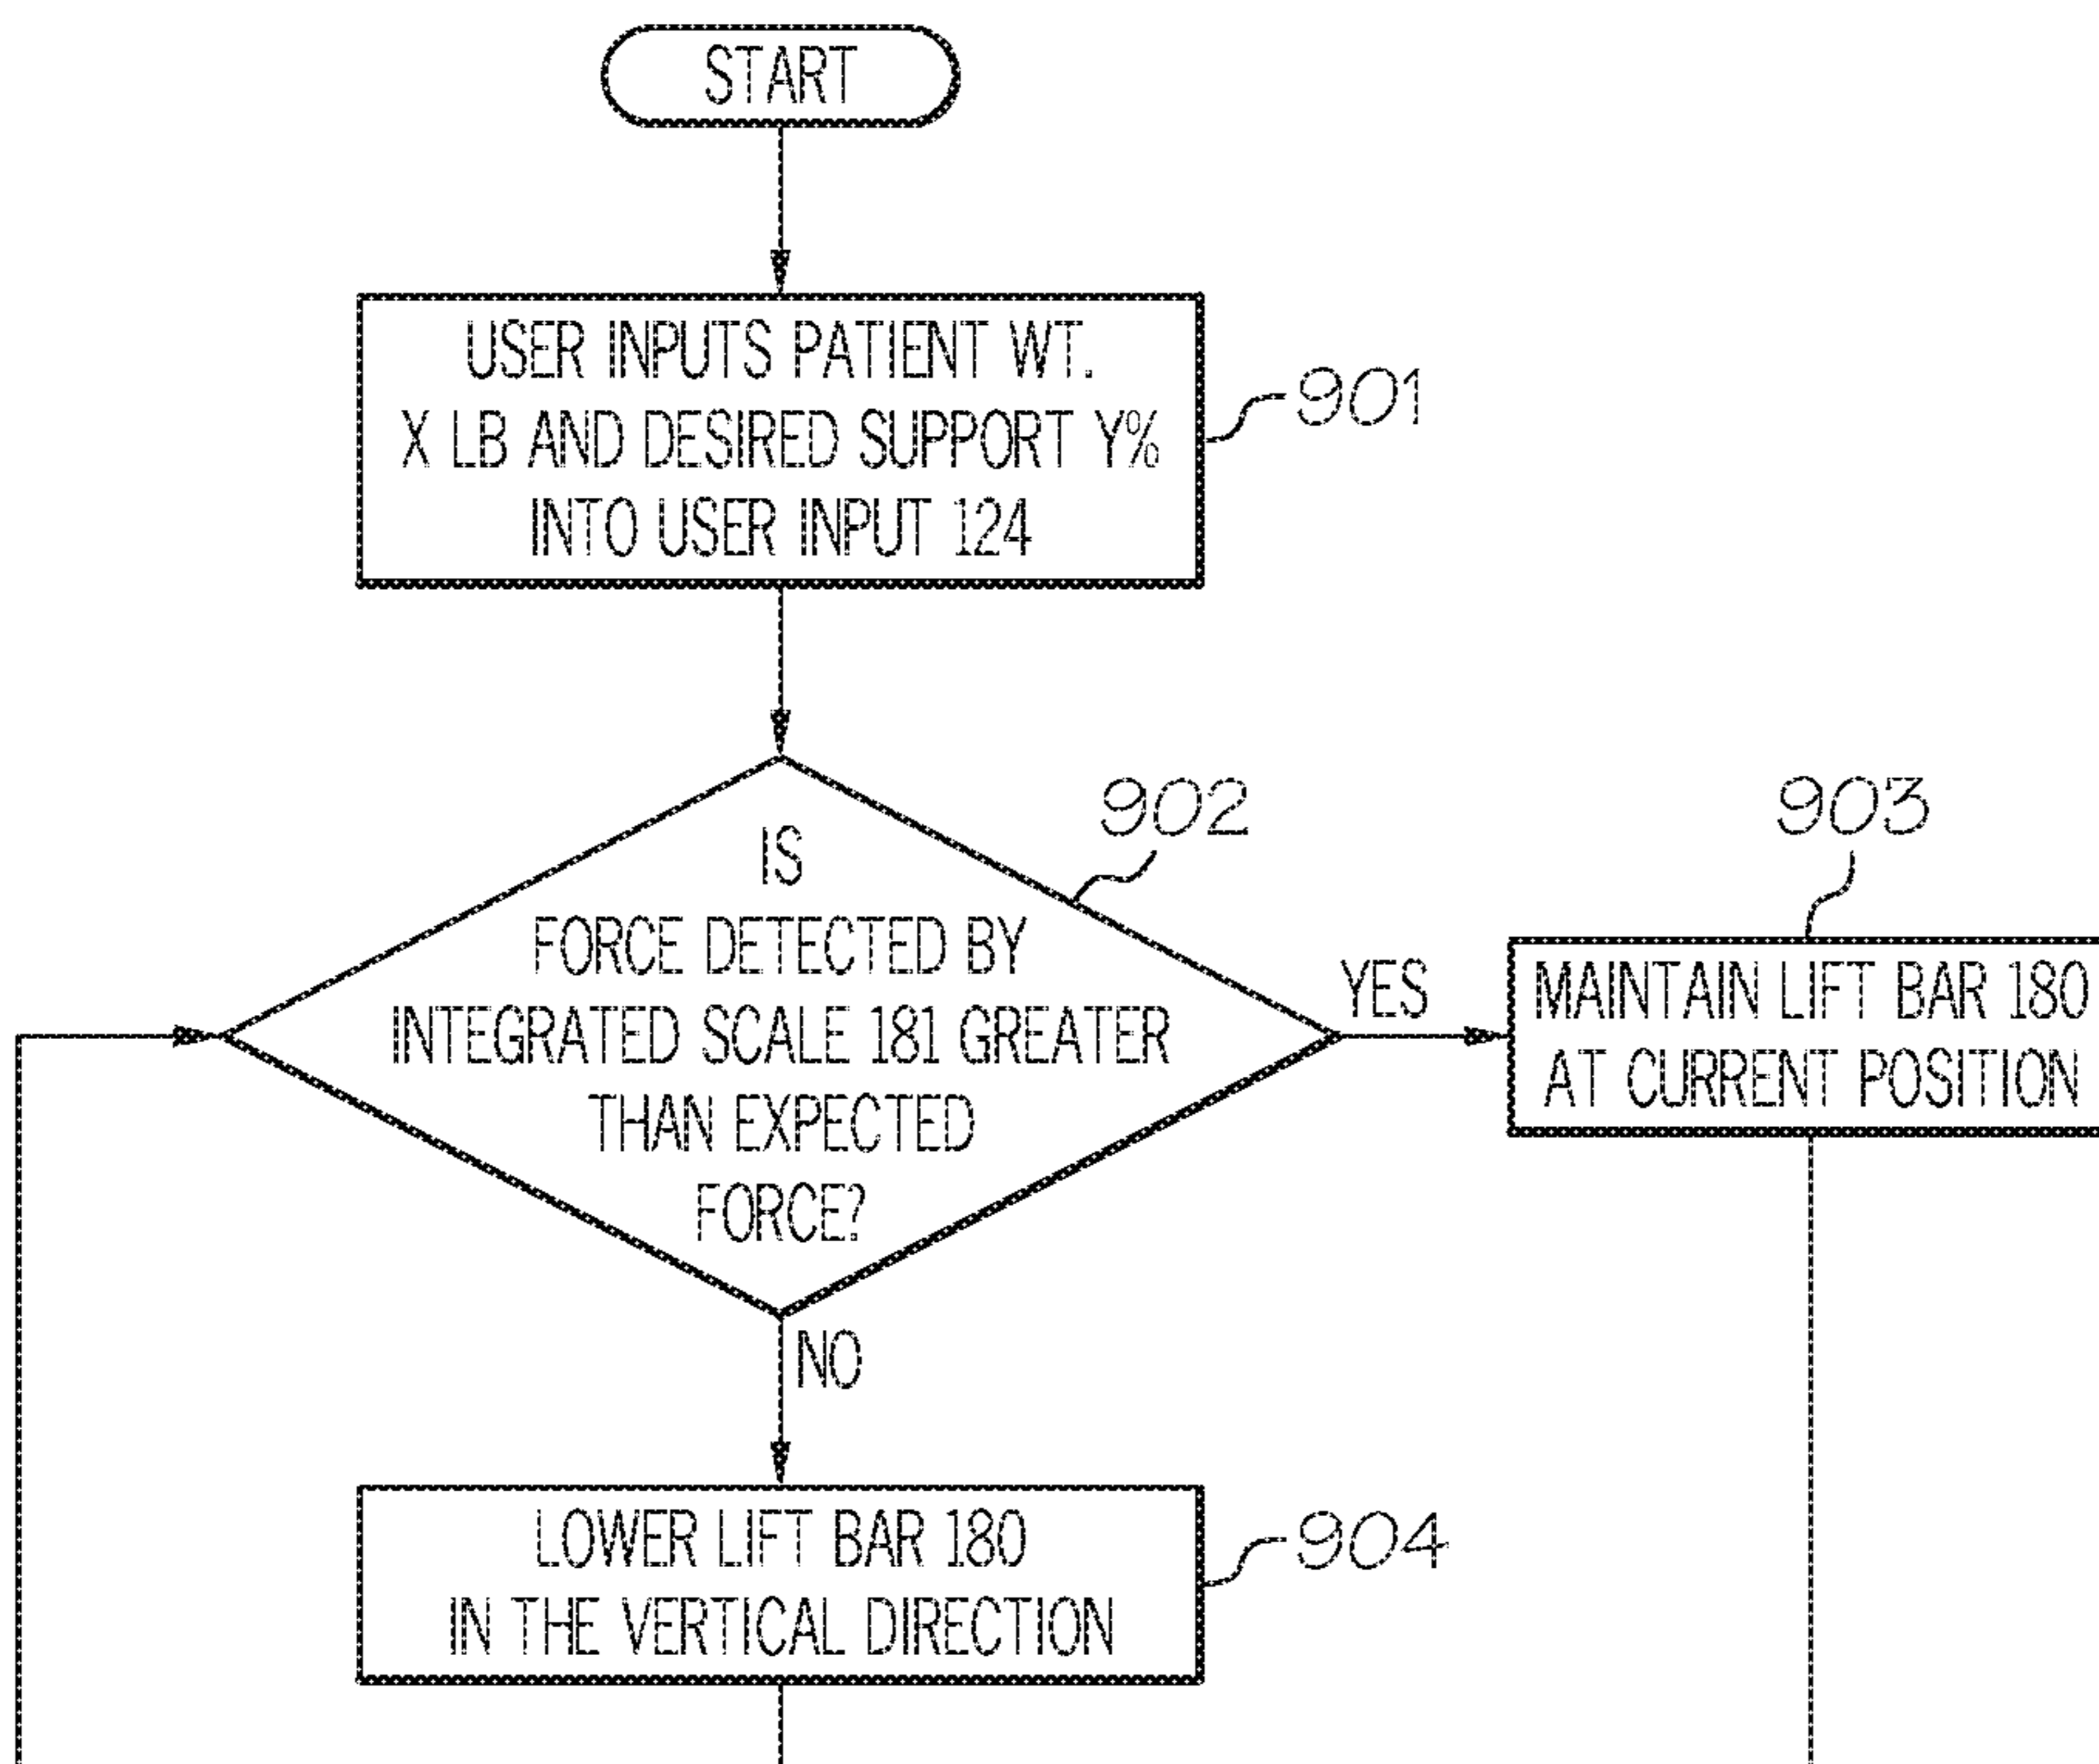 START
USER INPUTS PATIENT WT.
X LB AND DESIRED SUPPORT Y%
INTO USER INPUT 124
901
IS
FORCE DETECTED BY
INTEGRATED SCALE 181 GREATER
THAN EXPECTED
FORCE?
902
YES
903
MAINTAIN LIFT BAR 180
AT CURRENT POSITION
NO
LOWER LIFT BAR 180
IN THE VERTICAL DIRECTION
904